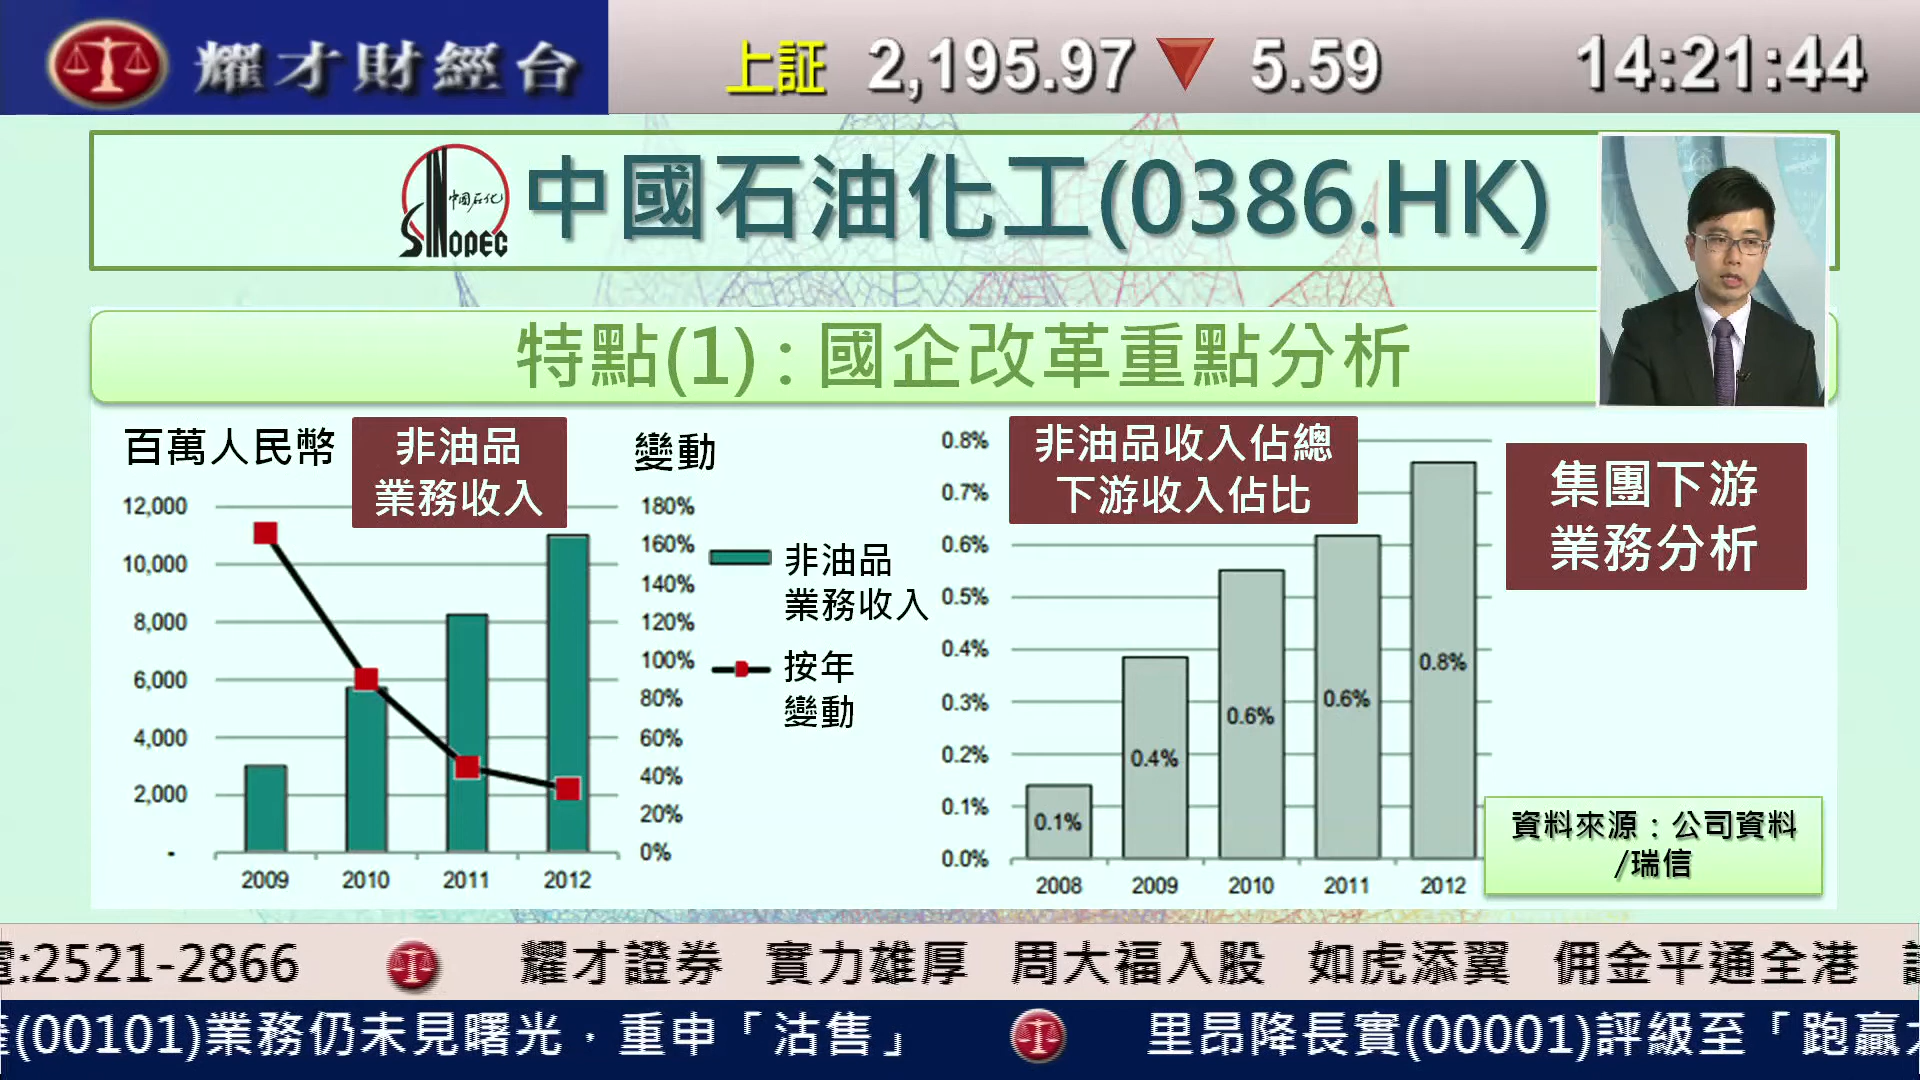 耀才財經台
上証 2,195.97 ▼ 5.59 14:21:44
SINOPEC 中國石化
中國石油化工(0386.HK)
特點(1) : 國企改革重點分析
百萬人民幣
非油品
業務收入
變動
12,000
10,000
8,000
6,000
4,000
2,000
-
2009 2010 2011 2012
180%
160%
140%
120%
100%
80%
60%
40%
20%
0%
非油品
業務收入
按年
變動
非油品收入佔總
下游收入佔比
0.8%
0.7%
0.6%
0.5%
0.4%
0.3%
0.2%
0.1%
0.0%
0.1% 0.4% 0.6% 0.6% 0.8%
2008 2009 2010 2011 2012
集團下游
業務分析
資料來源：公司資料
/瑞信
:2521-2866 耀才證券 實力雄厚 周大福入股 如虎添翼 佣金平通全港
(00101)業務仍未見曙光，重申「沽售」 里昂降長實(00001)評級至「跑贏